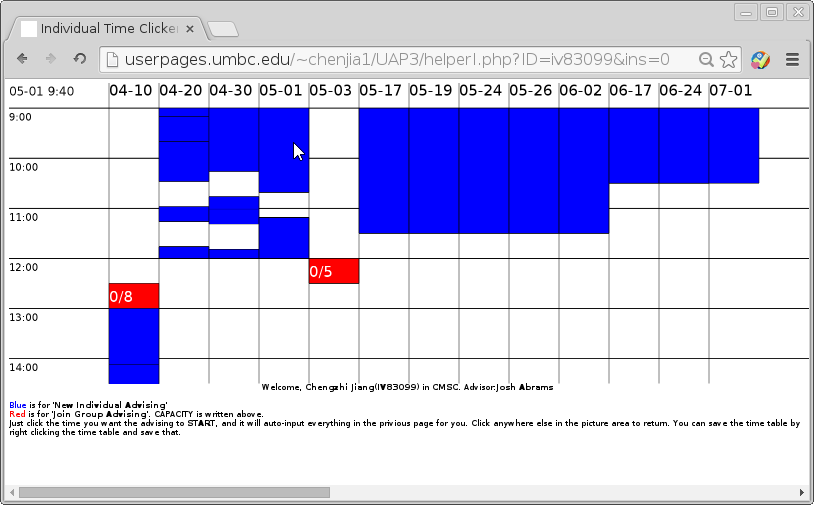 Individual Time Clicker
userpages.umbc.edu/~chenjia1/UAP3/helperI.php?ID=iv83099&ins=0
05-01 9:40 04-10 04-20 04-30 05-01 05-03 05-17 05-19 05-24 05-26 06-02 06-17 06-24 07-01
9:00
10:00
11:00
12:00
0/5
0/8
13:00
14:00
Welcome, Chengzhi Jiang(IV83099) in CMSC. Advisor:Josh Abrams
Blue is for 'New Individual Advising'
Red is for 'Join Group Advising'. CAPACITY is written above.
Just click the time you want the advising to START, and it will auto-input everything in the privious page for you. Click anywhere else in the picture area to return. You can save the time table by
right clicking the time table and save that.